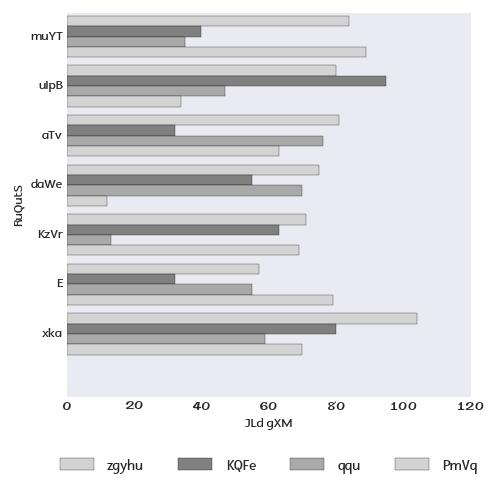 muYT
ulpB
aTv
daWe
KzVr
E
xka
RuQutS
0 20 40 60 80 100 120
JLd gXM
zgyhu KQFe qqu PmVq